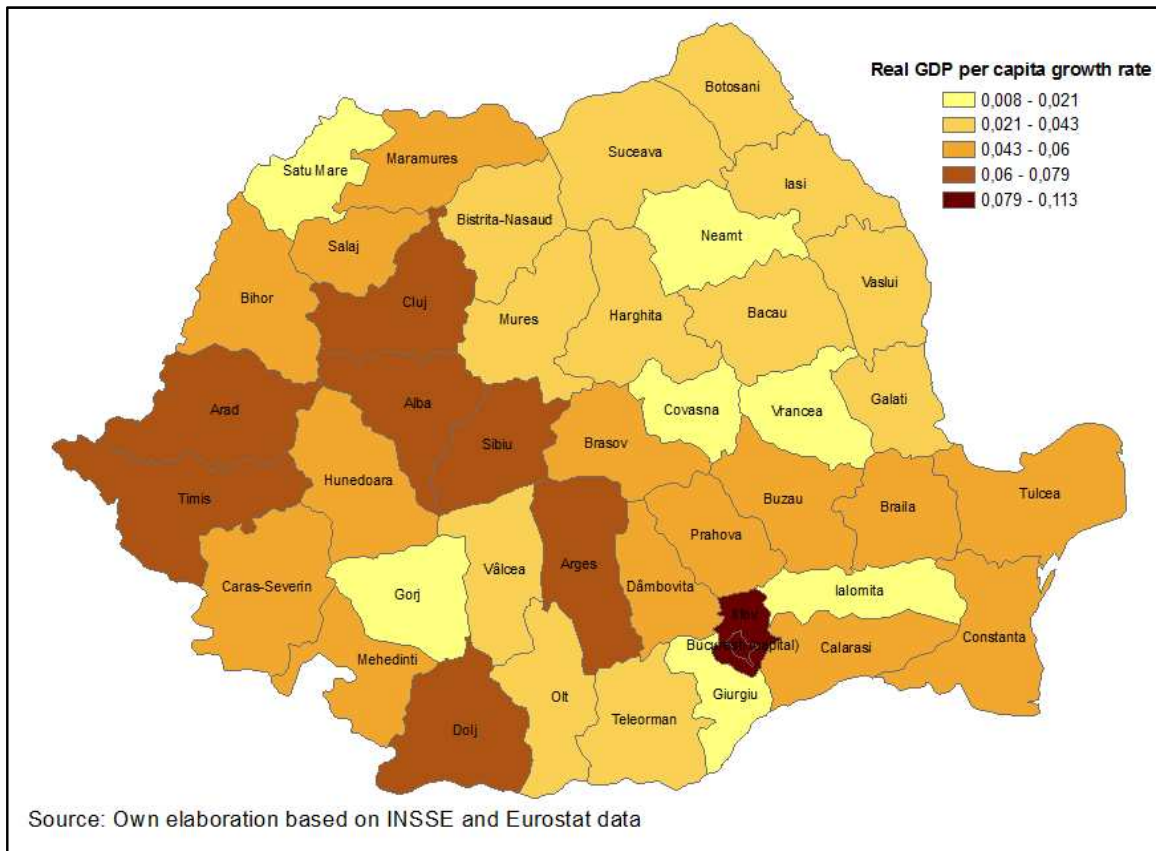 Real GDP per capita growth rate
0,008 - 0,021
0,021 - 0,043
0,043 - 0,06
0,06 - 0,079
0,079 - 0,113
Botosani
Suceava
Maramures
Satu Mare
Iasi
Bistrita-Nasaud
Neamt
Salaj
Vaslui
Bihor
Cluj
Mures
Harghita
Bacau
Arad
Alba
Covasna
Vrancea
Galati
Sibiu
Brasov
Hunedoara
Timis
Buzau
Braila
Tulcea
Prahova
Vâlcea
Arges
Dâmbovita
Caras-Severin
Gorj
Ialomita
Constanta
Calarasi
Mehedinti
Giurgiu
Olt
Teleorman
Dolj
Source: Own elaboration based on INSSE and Eurostat data